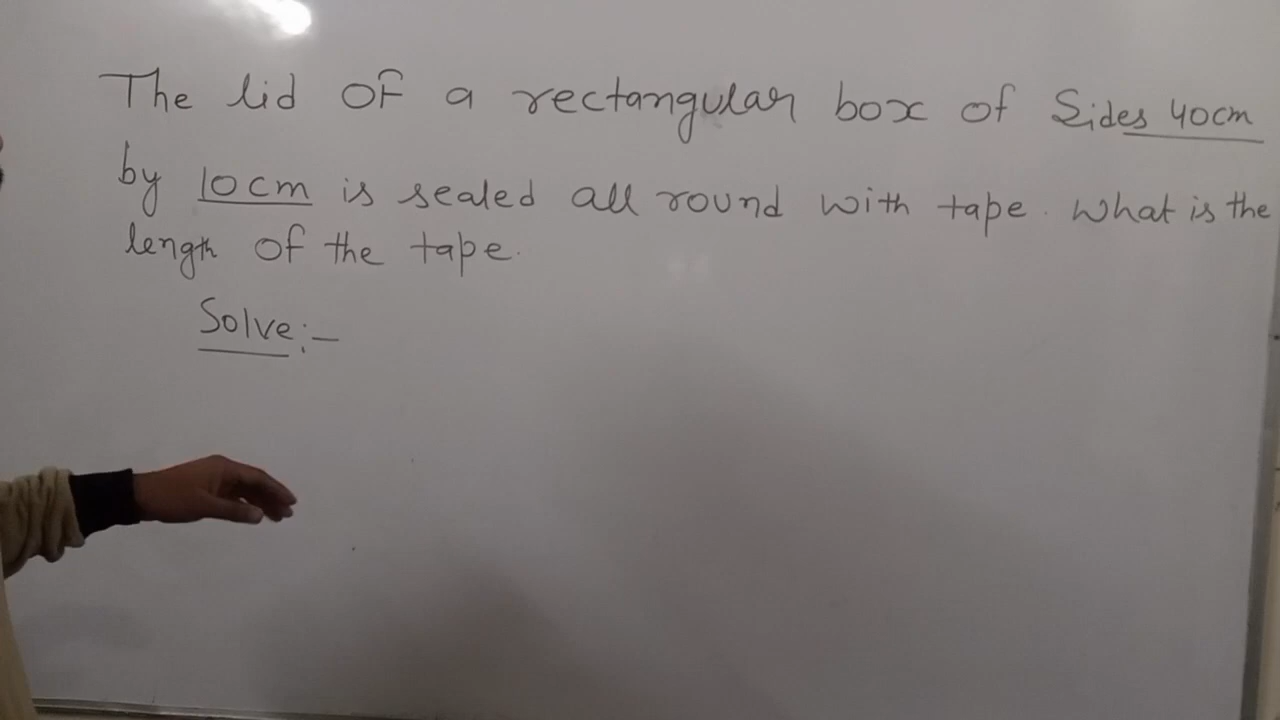 The lid of a rectangular box of Sides 40cm
by 10cm is sealed all round with tape. What is the
length of the tape.
Solve:-